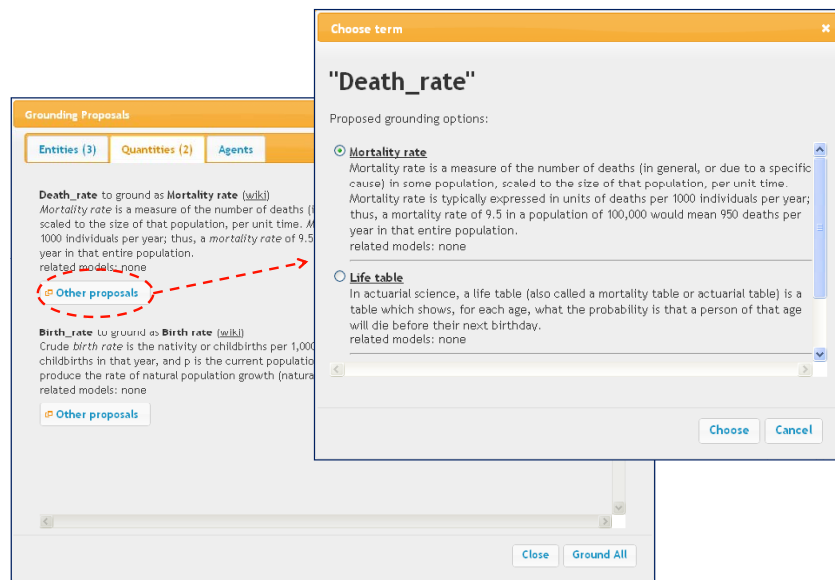 Choose term
"Death_rate"
Proposed grounding options:
Mortality rate
Mortality rate is a measure of the number of deaths (in general, or due to a specific
cause) in some population, scaled to the size of that population, per unit time.
Mortality rate is typically expressed in units of deaths per 1000 individuals per year;
thus, a mortality rate of 9.5 in a population of 100,000 would mean 950 deaths per
year in that entire population.
related models: none
Life table
In actuarial science, a life table (also called a mortality table or actuarial table) is a
table which shows, for each age, what the probability is that a person of that age
will die before their next birthday.
related models: none
Choose
Cancel
Grounding Proposals
Entities (3)
Quantities (2)
Agents
Death_rate to ground as Mortality rate (wiki)
Mortality rate is a measure of the number of deaths (
scaled to the size of that population, per unit time.
1000 individuals per year; thus, a mortality rate of 9.5
year in that entire population.
related models: none
Other proposals
Birth_rate to ground as Birth rate (wiki)
Crude birth rate is the nativity or childbirths per 1,000
childbirths in that year, and p is the current populatio
produce the rate of natural population growth (natura
related models: none
Other proposals
Close
Ground All